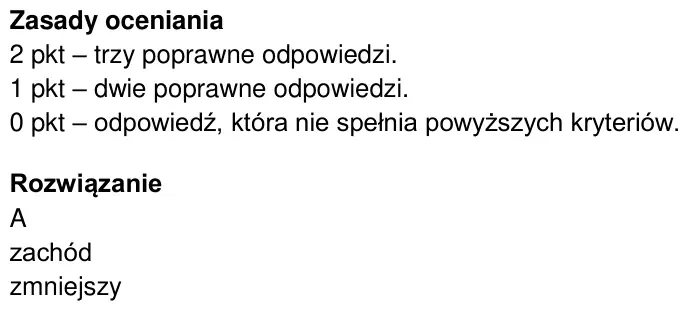 Zasady oceniania
2 pkt – trzy poprawne odpowiedzi.
1 pkt – dwie poprawne odpowiedzi.
0 pkt – odpowiedź, która nie spełnia powyższych kryteriów.
Rozwiązanie
A
zachód
zmniejszy